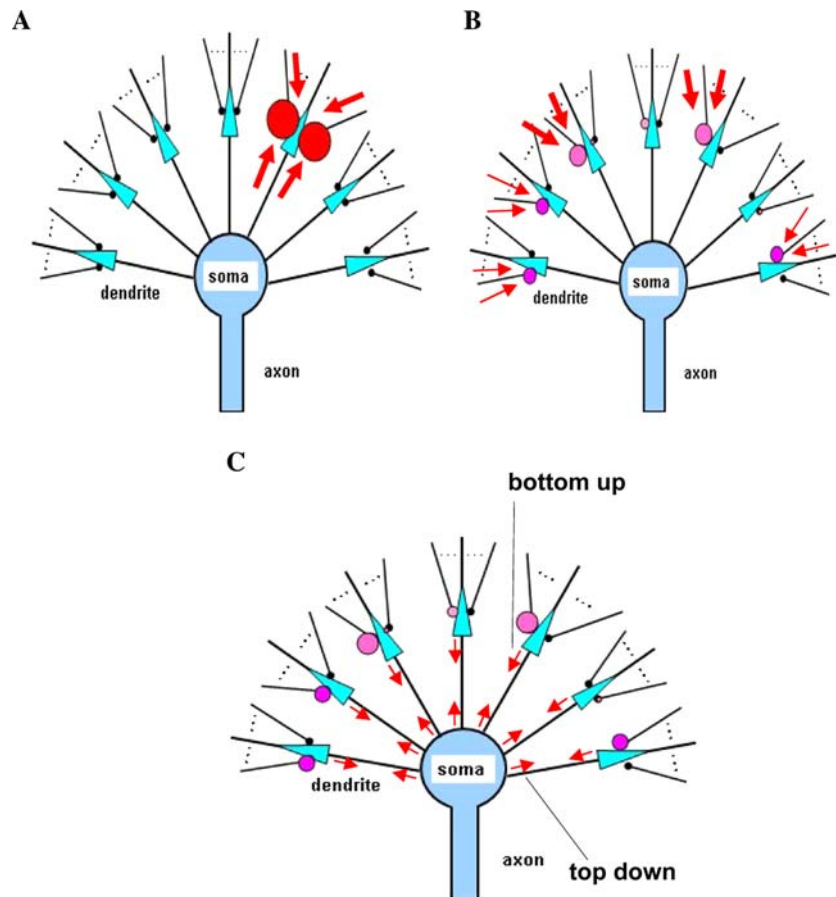 A
soma
dendrite
axon
B
soma
dendrite
axon
C
bottom up
soma
dendrite
axon
top down